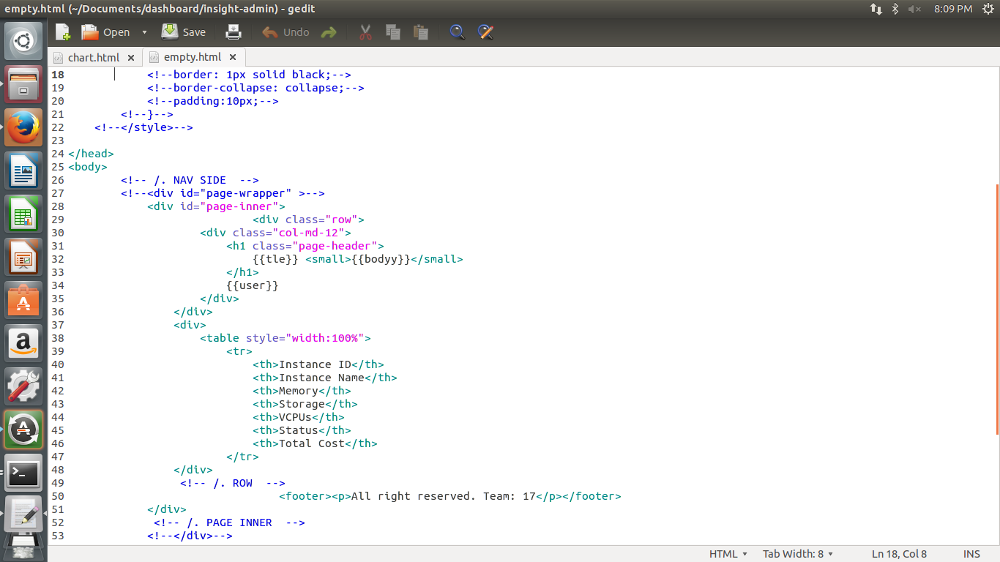 empty.html (~/Documents/dashboard/insight-admin) - gedit
8:09 PM
Open Save Undo
chart.html empty.html
18 <!--border: 1px solid black;-->
19 <!--border-collapse: collapse;-->
20 <!--padding:10px;-->
21 <!--}-->
22 <!--</style>-->
23
24 </head>
25 <body>
26 <!-- /. NAV SIDE  -->
27 <!--<div id="page-wrapper" >-->
28 <div id="page-inner">
29 <div class="row">
30 <div class="col-md-12">
31 <h1 class="page-header">
32 {{tle}} <small>{{bodyy}}</small>
33 </h1>
34 {{user}}
35 </div>
36 </div>
37 <div>
38 <table style="width:100%">
39 <tr>
40 <th>Instance ID</th>
41 <th>Instance Name</th>
42 <th>Memory</th>
43 <th>Storage</th>
44 <th>VCPUs</th>
45 <th>Status</th>
46 <th>Total Cost</th>
47 </tr>
48 </div>
49 <!-- /. ROW  -->
50 <footer><p>All right reserved. Team: 17</p></footer>
51 </div>
52 <!-- /. PAGE INNER  -->
53 <!--</div>-->
HTML Tab Width: 8 Ln 18, Col 8 INS